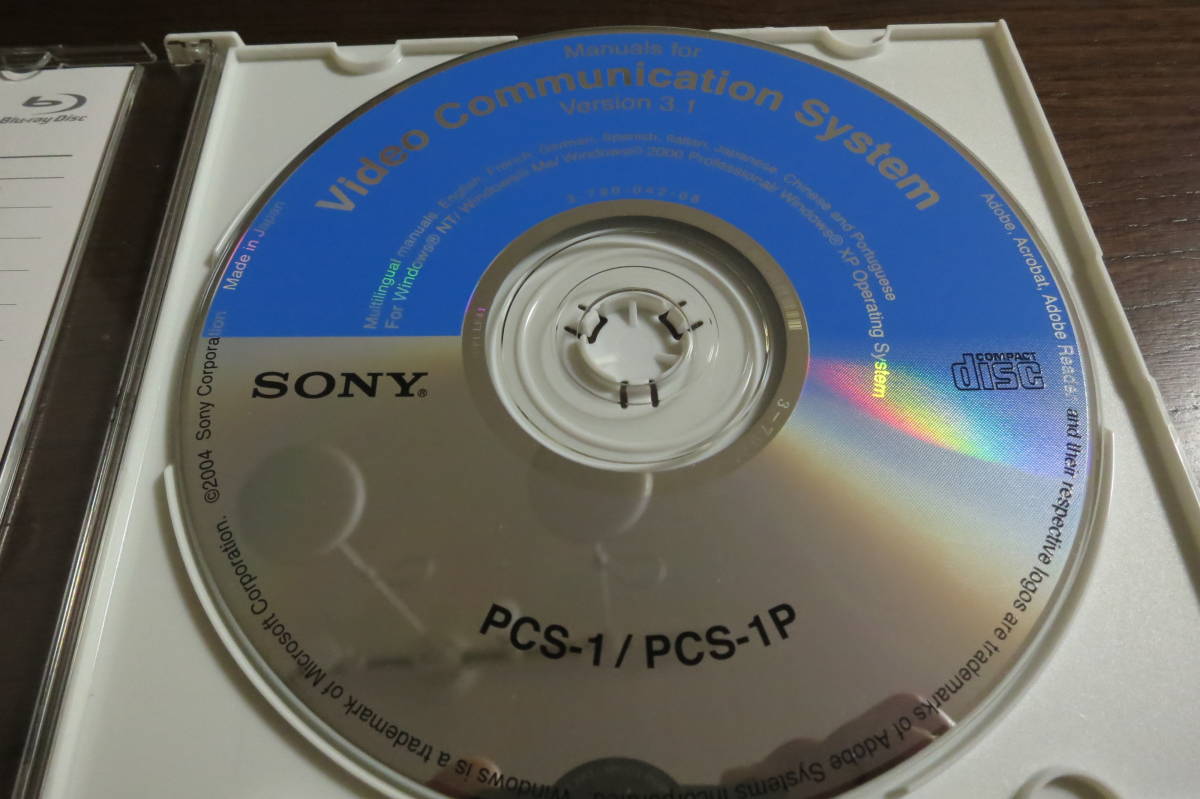 Blu-ray Disc
Manuals for
Video Communication System
Version 3.1
Multilingual manuals, English, French, German, Spanish, Italian, Japanese, Chinese and Portuguese
For Windows® NT/ Windows® Me/ Windows® 2000 Professional/ Windows® XP Operating System
Made in Japan
SONY®
COMPACT
disc
PCS-1/PCS-1P
©2004 Sony Corporation
Windows is a trademark of Microsoft Corporation.
Adobe, Acrobat, Adobe Reader, and their respective logos are trademarks of Adobe Systems Incorporated